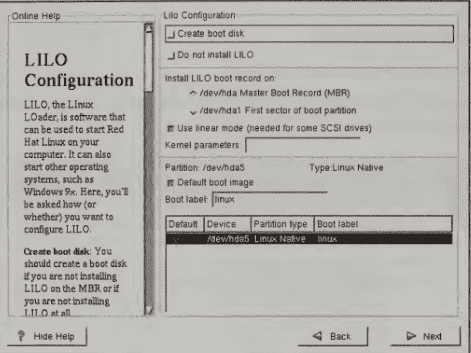 Online Help
LILO
Configuration
LILO, the LInux
LOader, is software that
can be used to start Red
Hat Linux on your
computer. It can also
start other operating
systems, such as
Windows 9x. Here, you'll
be asked how (or
whether) you want to
configure LILO.
Create boot disk: You
should create a boot disk
if you are not installing
LILO on the MBR or if
you are not installing
LILO at all.
Lilo Configuration
Create boot disk
Do not install LILO
Install LILO boot record on:
/dev/hda Master Boot Record (MBR)
/dev/hda1 First sector of boot partition
Use linear mode (needed for some SCSI drives)
Kernel parameters:
Partition: /dev/hda5 Type:Linux Native
Default boot image
Boot label: linux
Default Device Partition type Boot label
/dev/hda5 Linux Native linux
? Hide Help
Back
Next